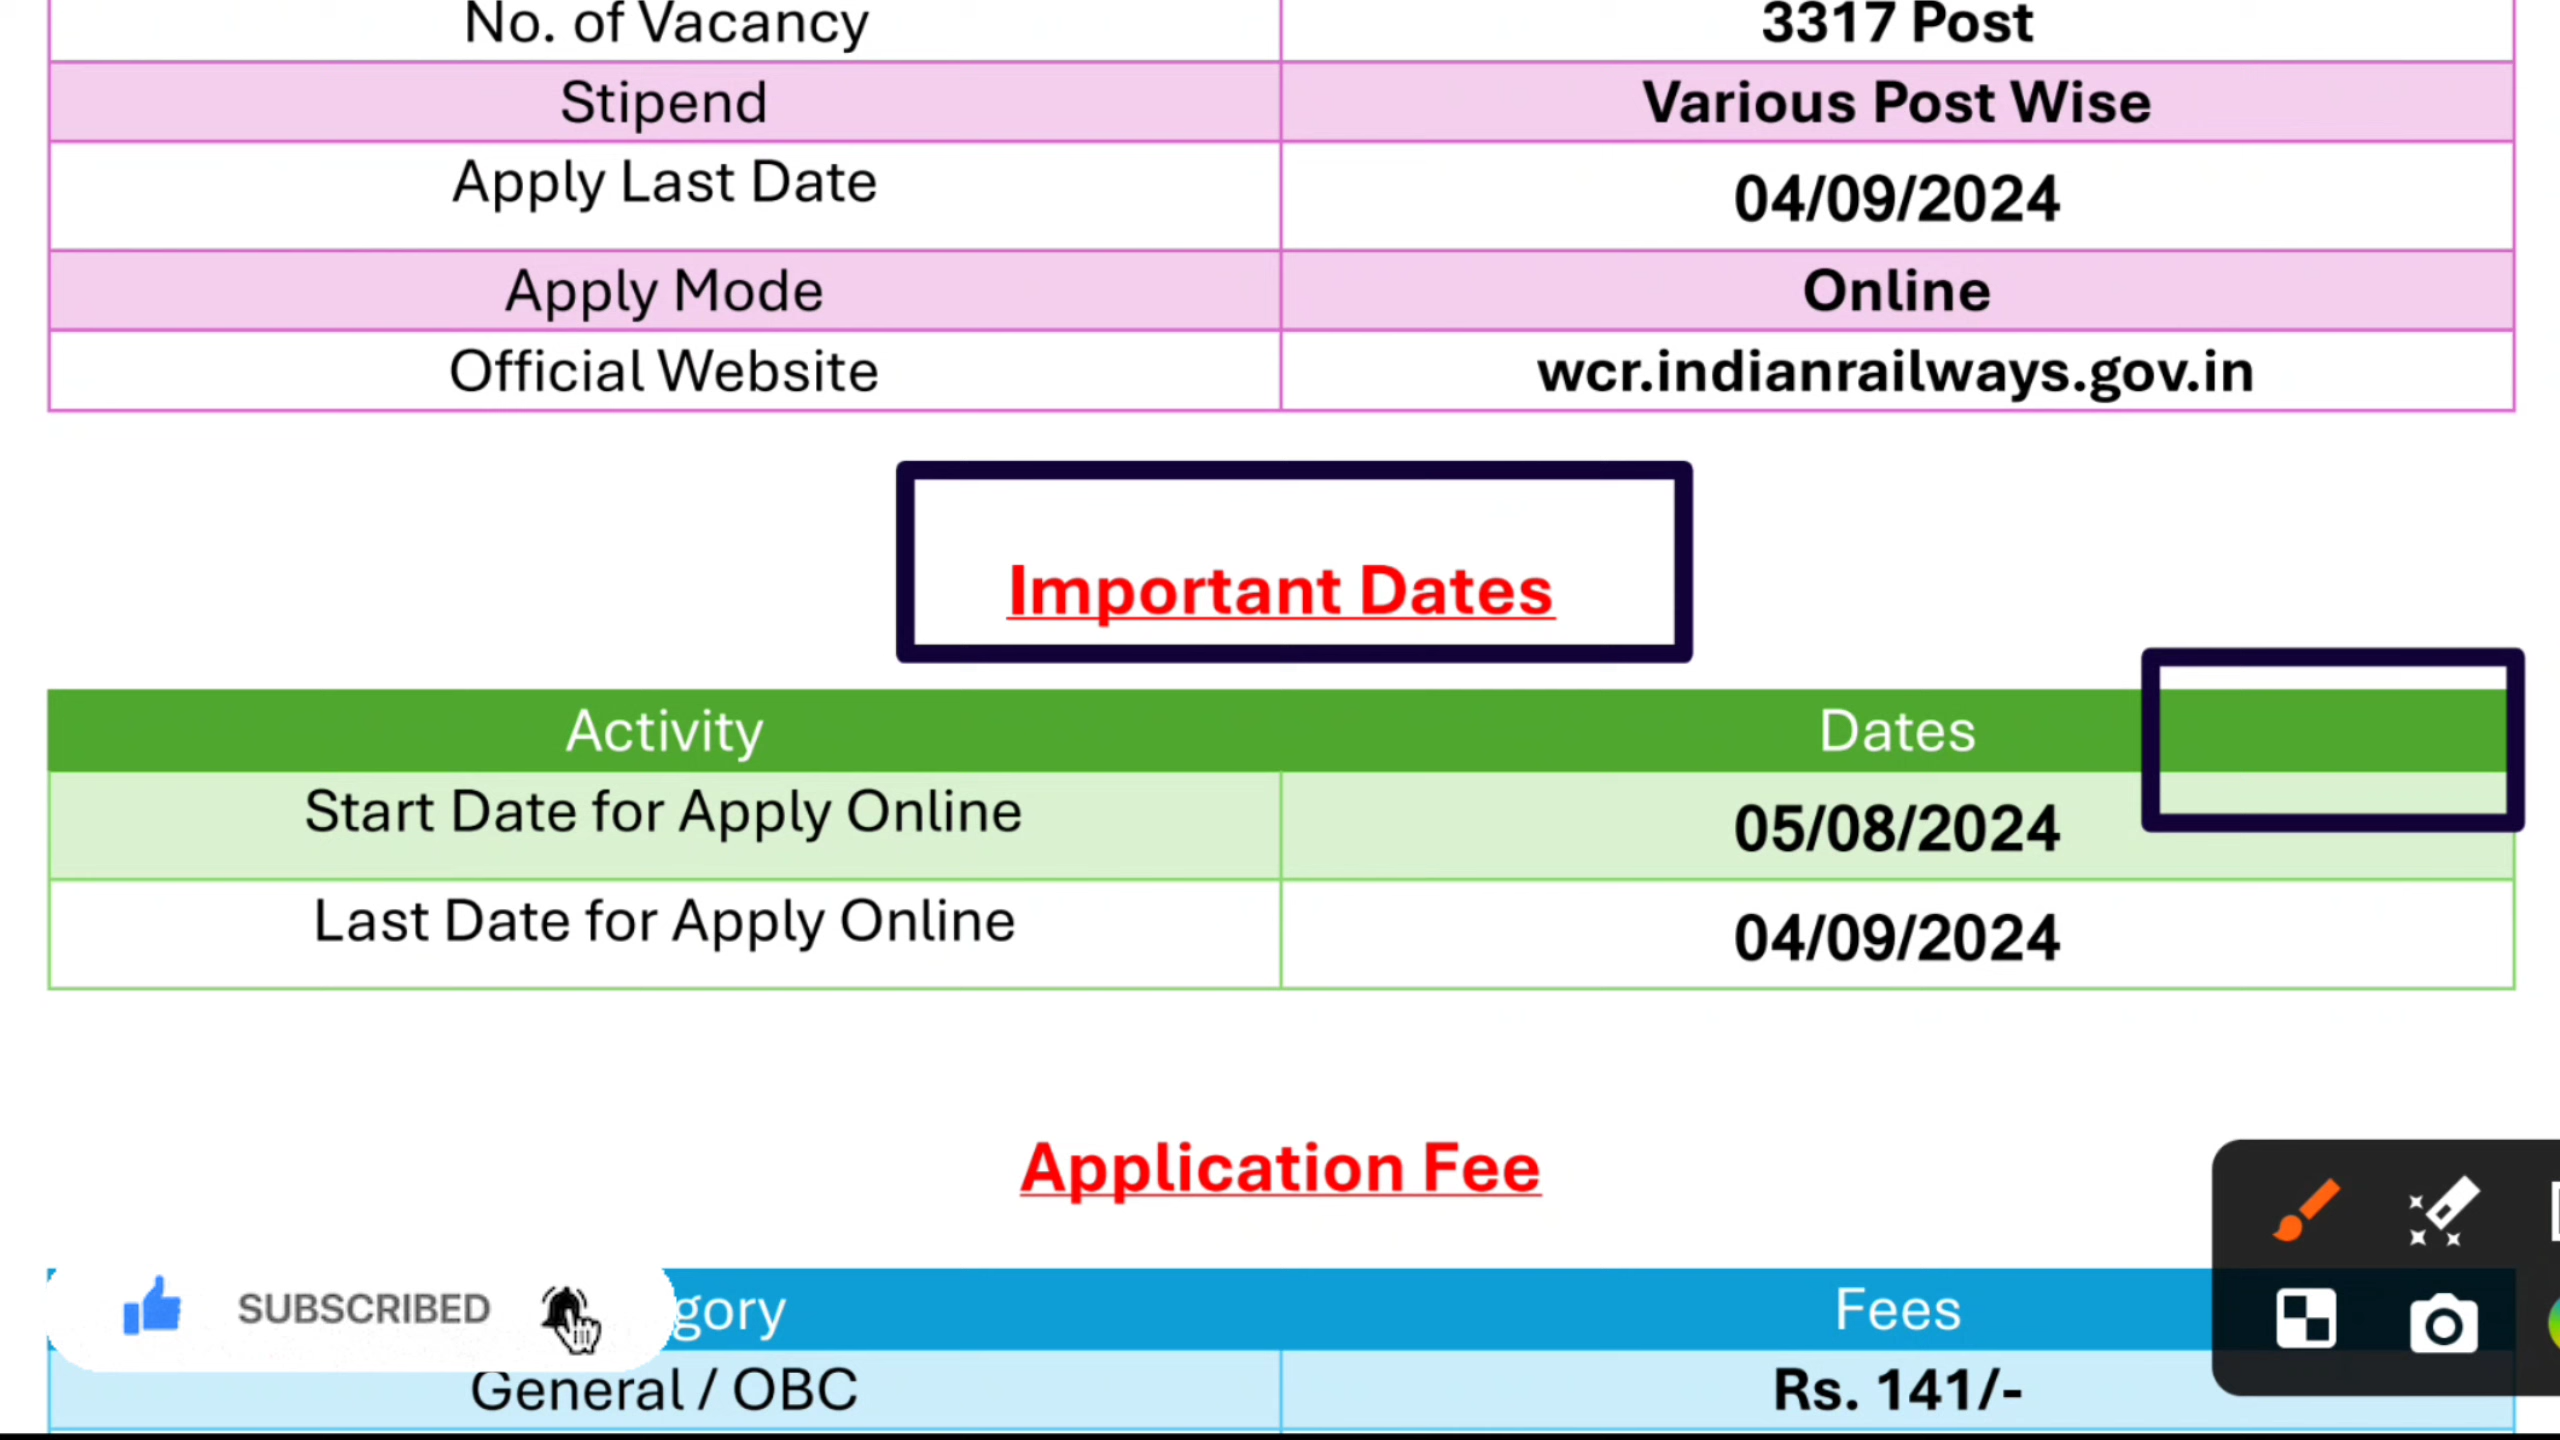 No. of Vacancy 3317 Post
Stipend Various Post Wise
Apply Last Date 04/09/2024
Apply Mode Online
Official Website wcr.indianrailways.gov.in
Important Dates
Activity Dates
Start Date for Apply Online 05/08/2024
Last Date for Apply Online 04/09/2024
Application Fee
SUBSCRIBED gory Fees
General / OBC Rs. 141/-